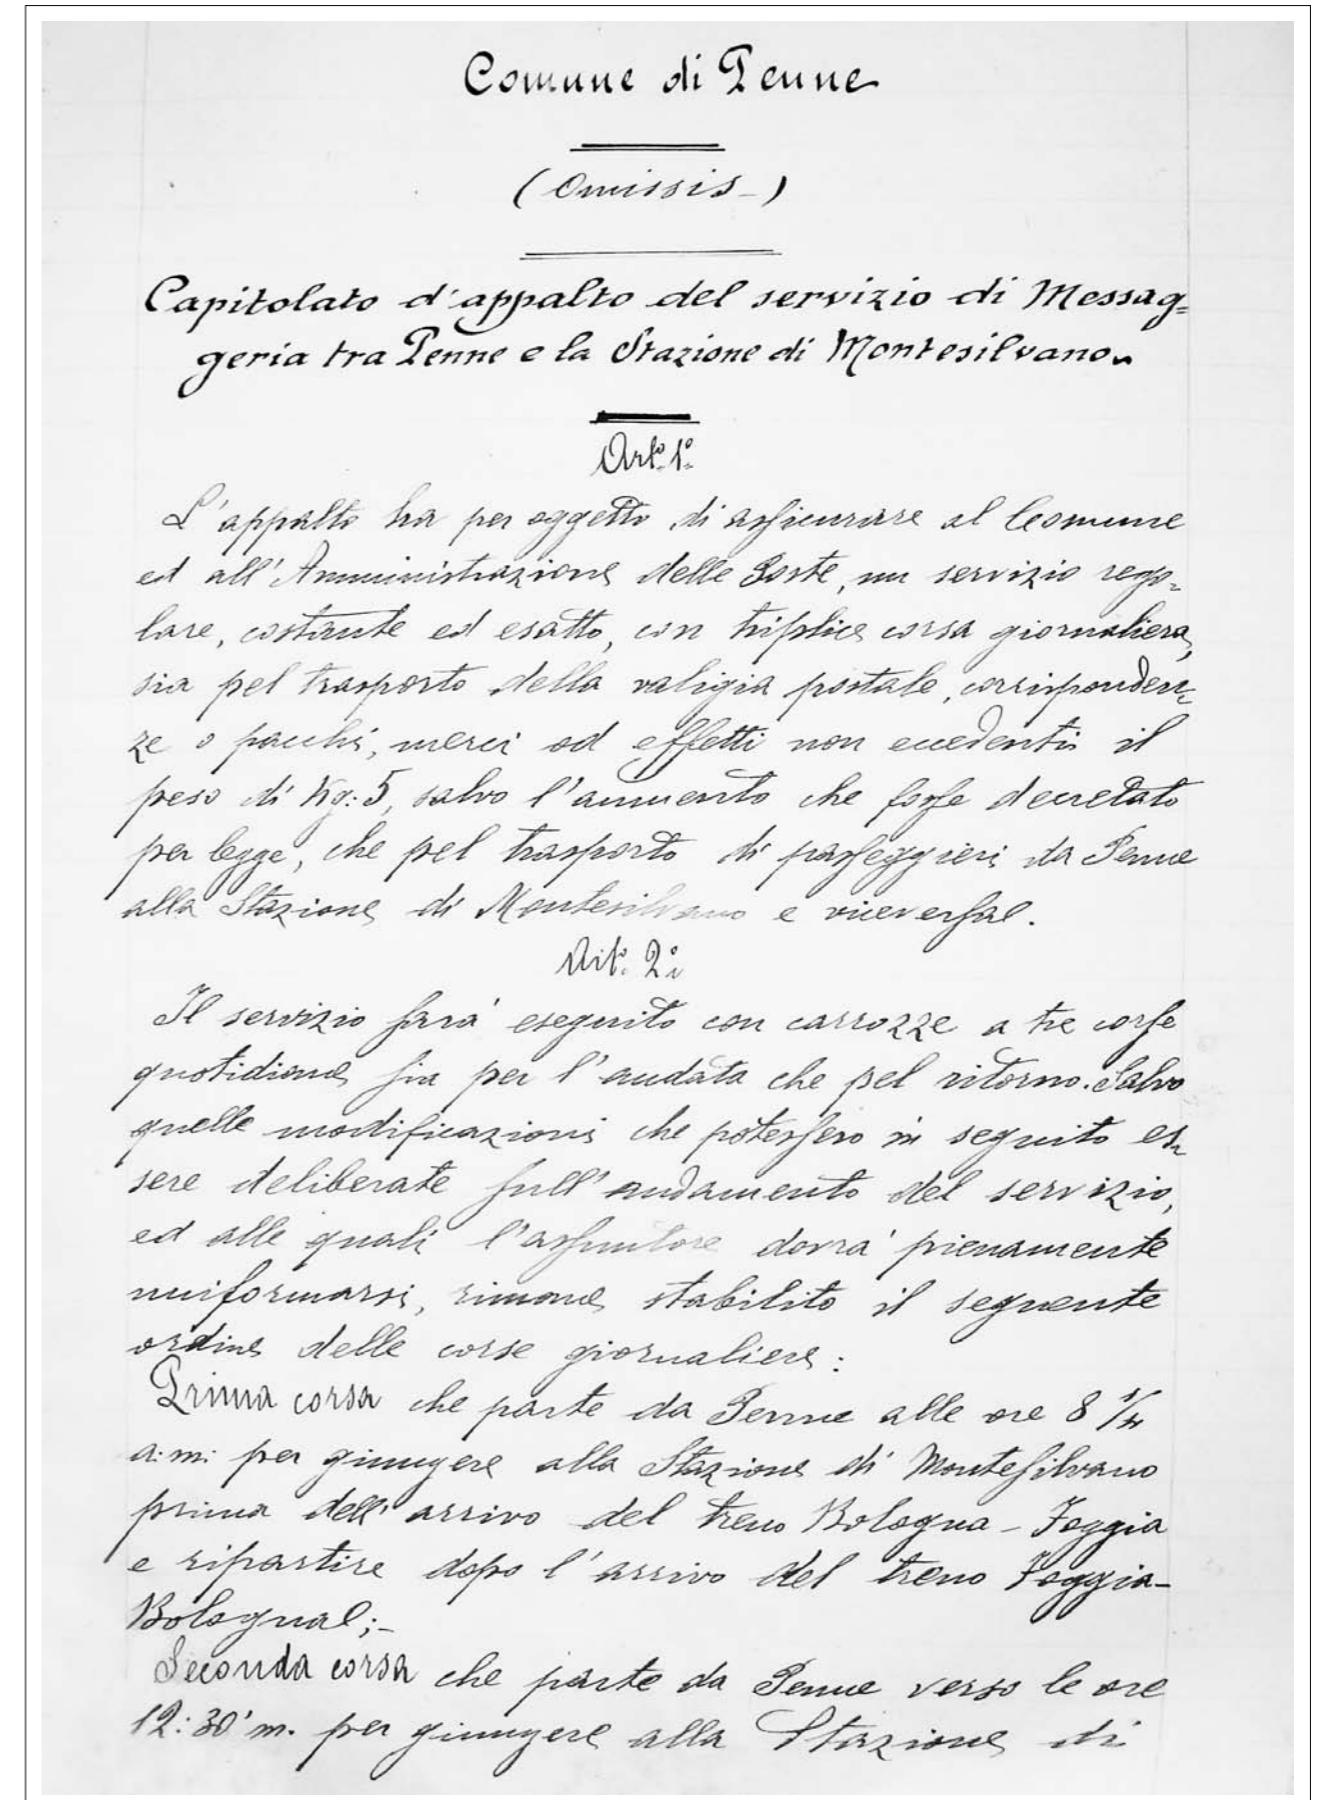 Comune di Penne
(Omissis-)
Capitolato d'appalto del servizio di Messag=
geria tra Penne e la Stazione di Montesilvano.
Art.º 1º
L'appalto ha per oggetto di assicurare al Comune
ed all'Amministrazione delle Poste, un servizio rego=
lare, costante ed esatto, con triplice corsa giornaliera,
sia pel trasporto della valigia postale, corrisponden=
ze o pacchi, merci od effetti non eccedenti il
peso di Kg: 5, salvo l'aumento che fosse decretato
per legge, che pel trasporto di passeggieri da Penne
alla Stazione di Montesilvano e viceversa.
Art.º 2º
Il servizio sarà eseguito con carrozze a tre corse
quotidiane sia per l'andata che pel ritorno. Salvo
quelle modificazioni che potessero in seguito es=
sere deliberate sull'andamento del servizio,
ed alle quali l'assuntore dovrà pienamente
uniformarsi, rimane stabilito il seguente
ordine delle corse giornaliere:
Prima corsa che parte da Penne alle ore 8 1/4
a:m: per giungere alla Stazione di Montesilvano
prima dell'arrivo del treno Bologna - Foggia
e ripartire dopo l'arrivo del treno Foggia-
Bologna;-
Seconda corsa che parte da Penne verso le ore
12:30' m. per giungere alla Stazione di